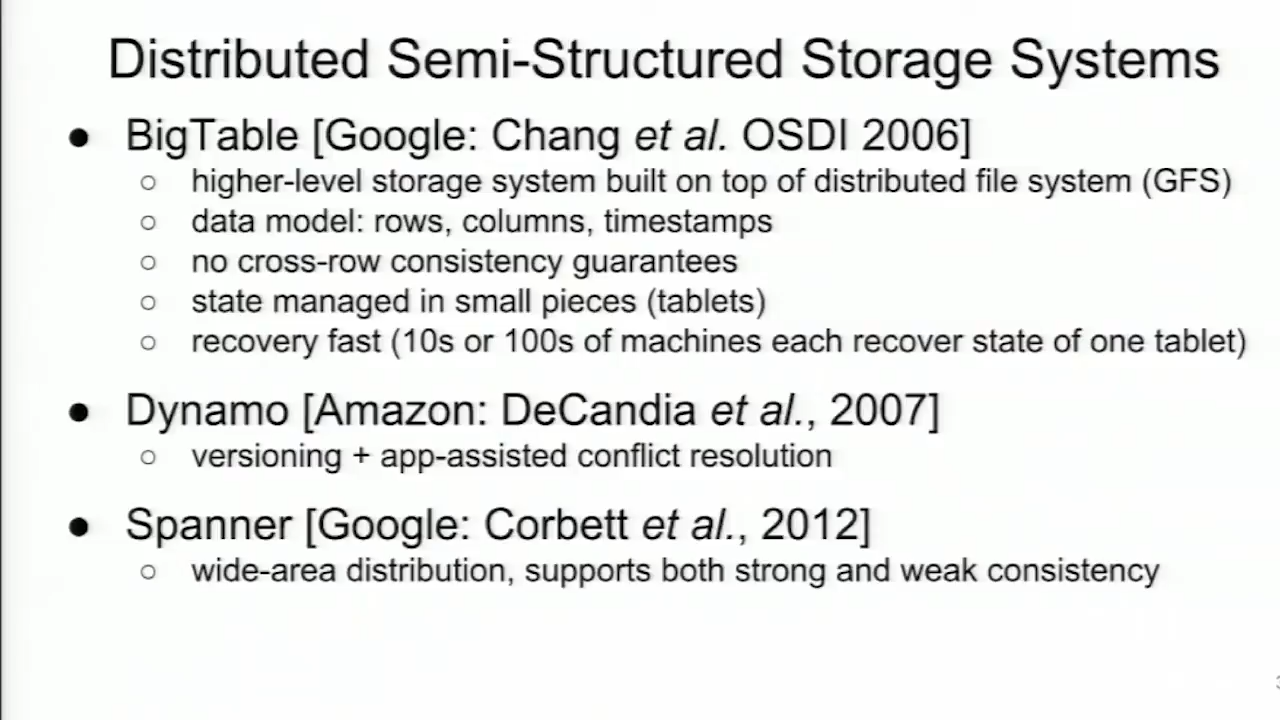 Distributed Semi-Structured Storage Systems
● BigTable [Google: Chang et al. OSDI 2006]
○ higher-level storage system built on top of distributed file system (GFS)
○ data model: rows, columns, timestamps
○ no cross-row consistency guarantees
○ state managed in small pieces (tablets)
○ recovery fast (10s or 100s of machines each recover state of one tablet)
● Dynamo [Amazon: DeCandia et al., 2007]
○ versioning + app-assisted conflict resolution
● Spanner [Google: Corbett et al., 2012]
○ wide-area distribution, supports both strong and weak consistency